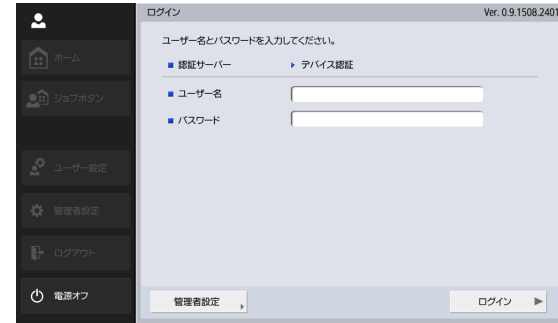 ログイン
Ver. 0.9.1508.2401
ユーザー名とパスワードを入力してください。
認証サーバー
デバイス認証
ユーザー名
パスワード
ホーム
ジョブボタン
ユーザー設定
管理者設定
ログアウト
電源オフ
管理者設定
ログイン